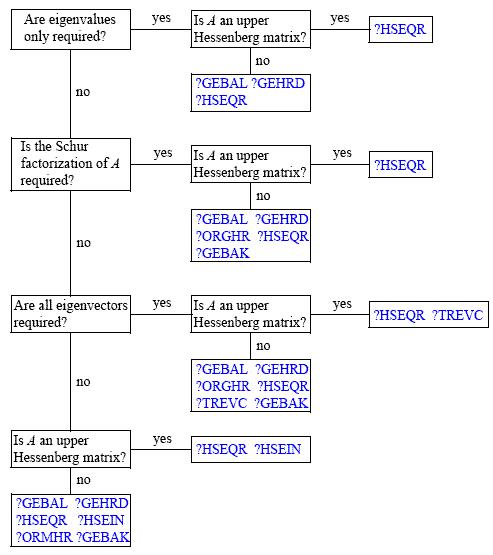 Are eigenvalues
only required?
yes
Is A an upper
Hessenberg matrix?
yes
?HSEQR
no
no
?GEBAL ?GEHRD
?HSEQR
Is the Schur
factorization of A
required?
yes
Is A an upper
Hessenberg matrix?
yes
?HSEQR
no
no
?GEBAL ?GEHRD
?ORGHR ?HSEQR
?GEBAK
Are all eigenvectors
required?
yes
Is A an upper
Hessenberg matrix?
yes
?HSEQR ?TREVC
no
no
?GEBAL ?GEHRD
?ORGHR ?HSEQR
?TREVC ?GEBAK
Is A an upper
Hessenberg matrix?
yes
?HSEQR ?HSEIN
no
?GEBAL ?GEHRD
?HSEQR ?HSEIN
?ORMHR ?GEBAK